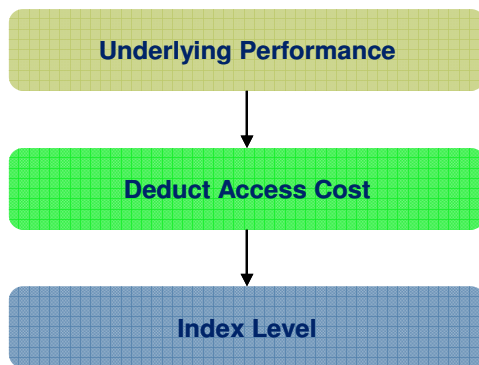 Underlying Performance
Deduct Access Cost
Index Level